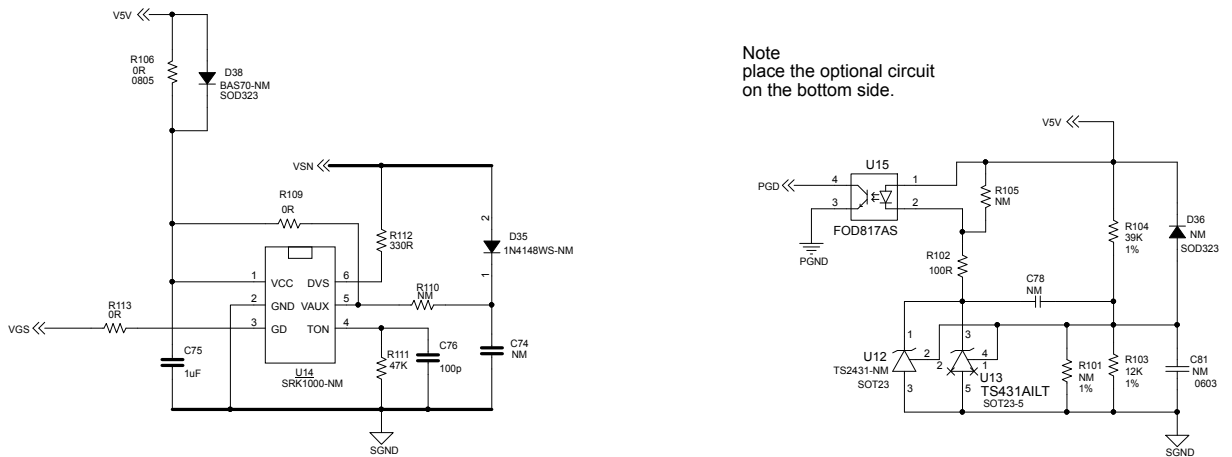 V5V
R106
0R
0805
D38
BAS70-NM
SOD323
VSN
R109
0R
R112
330R
2
D35
1N4148WS-NM
1
1
VCC
DVS
6
2
GND
VAUX
5
R110
NM
3
GD
TON
4
VGS
R113
0R
C75
1uF
U14
SRK1000-NM
R111
47K
C76
100p
C74
NM
SGND
Note
place the optional circuit
on the bottom side.
V5V
U15
PGD
4
1
3
2
FOD817AS
PGND
R105
NM
R104
39K
1%
D36
NM
SOD323
R102
100R
C78
NM
1
3
U12
TS2431-NM
SOT23
2
3
2
4
1
5
U13
TS431AILT
SOT23-5
R101
NM
1%
R103
12K
1%
C81
NM
0603
SGND